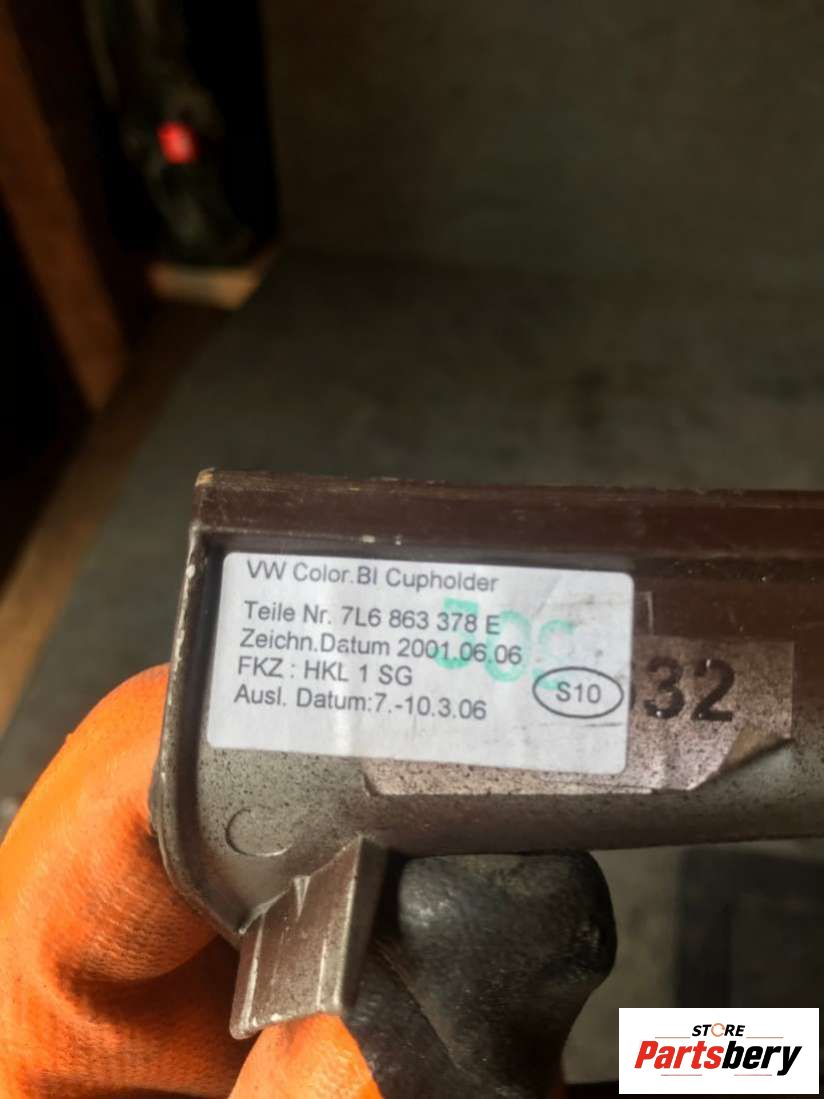 VW Color.BI Cupholder
Teile Nr. 7L6 863 378 E
Zeichn.Datum 2001.06.06
FKZ : HKL 1 SG
Ausl. Datum:7.-10.3.06
S10
32
STORE
Partsbery